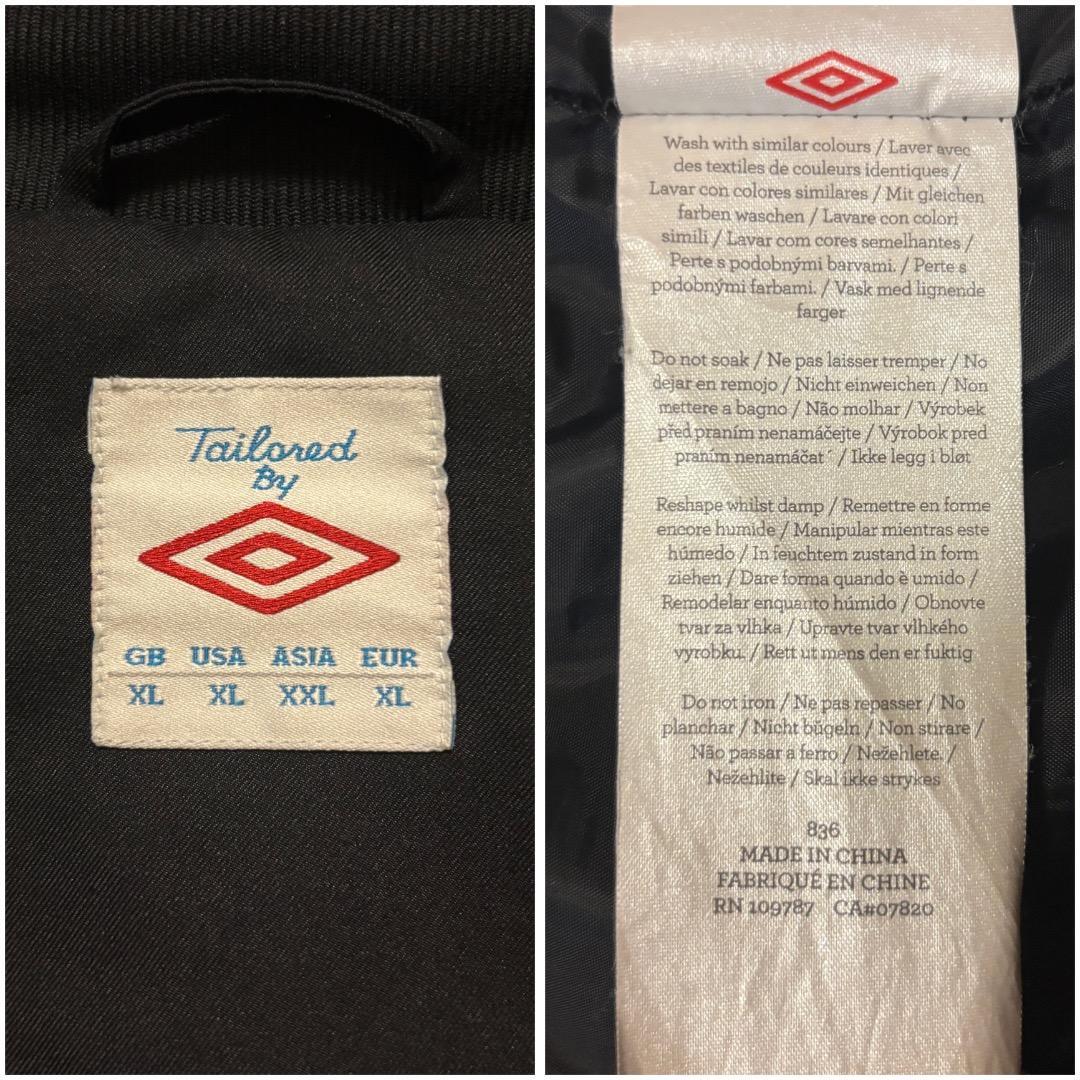 Tailored
By
GB USA ASIA EUR
XL XL XXL XL
Wash with similar colours / Laver avec
des textiles de couleurs identiques /
Lavar con colores similares / Mit gleichen
farben waschen / Lavare con colori
simili / Lavar com cores semelhantes /
Perte s podobnými barvami. / Perte s
podobnými farbami. / Vask med lignende
farger
Do not soak / Ne pas laisser tremper / No
dejar en remojo / Nicht einweichen / Non
mettere a bagno / Não molhar / Výrobek
před praním nenamáčejte / Výrobok pred
praním nenamáčat´ / Ikke legg i bløt
Reshape whilst damp / Remettre en forme
encore humide / Manipular mientras este
húmedo / In feuchtem zustand in form
ziehen / Dare forma quando è umido /
Remodelar enquanto húmido / Obnovte
tvar za vlhka / Upravte tvar vlhkého
vyrobku. / Rett ut mens den er fuktig
Do not iron / Ne pas repasser / No
planchar / Nicht bügeln / Non stirare /
Não passar a ferro / Nežehlete. /
Nežehlite / Skal ikke strykes
836
MADE IN CHINA
FABRIQUÉ EN CHINE
RN 109787 CA#07820